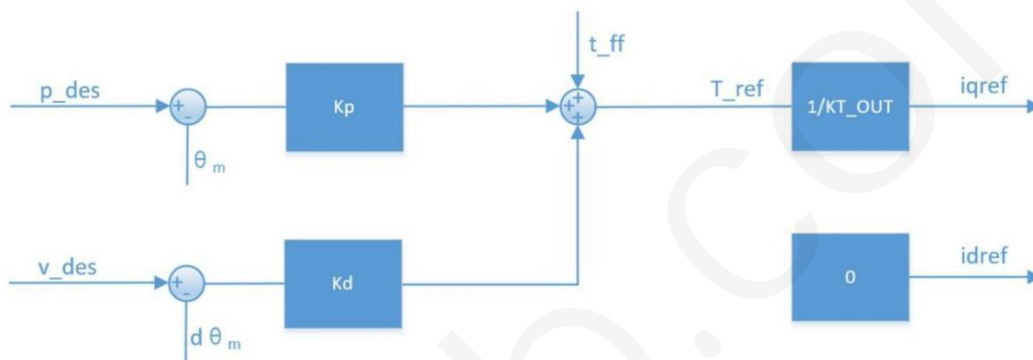 t_ff
p_des
+
-
Kp
+
+
+
T_ref
1/KT_OUT
iqref
θ m
v_des
+
-
Kd
0
idref
d θ m